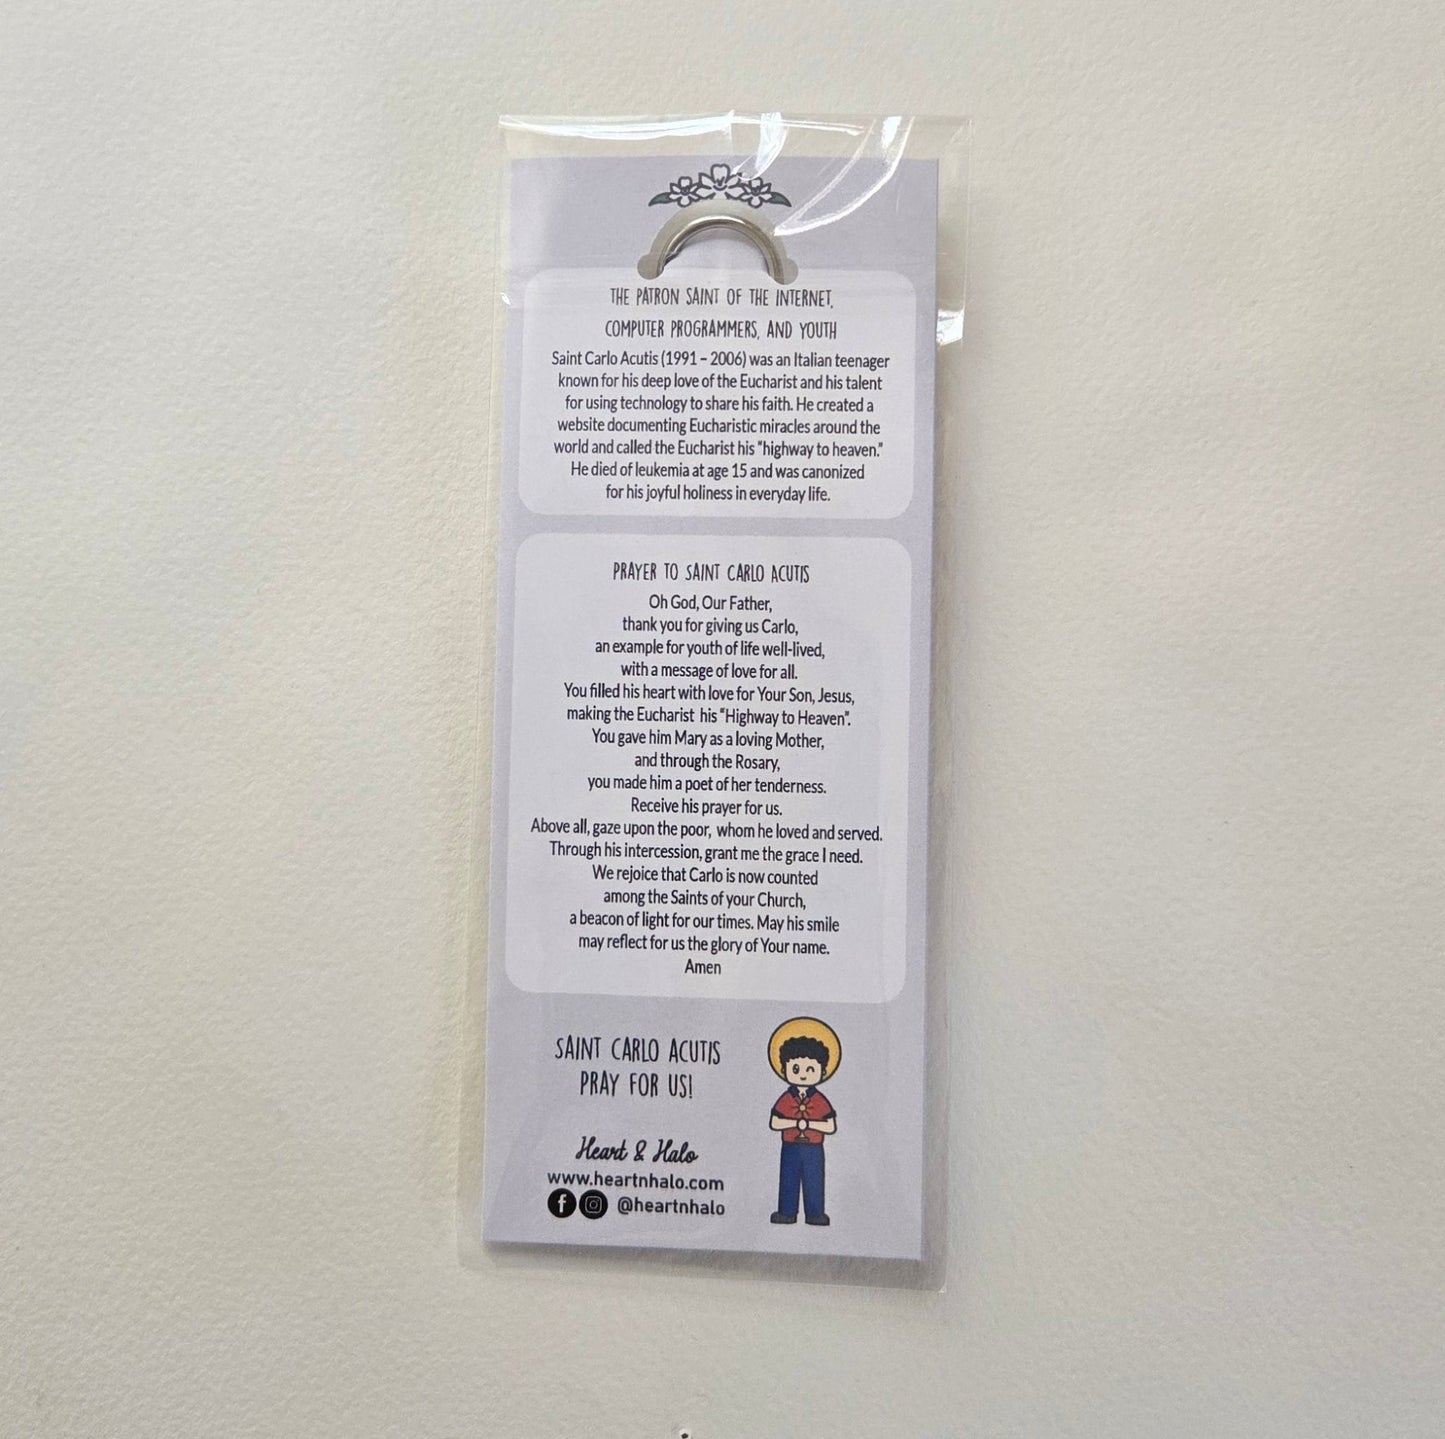 THE PATRON SAINT OF THE INTERNET,
COMPUTER PROGRAMMERS, AND YOUTH
Saint Carlo Acutis (1991 – 2006) was an Italian teenager
known for his deep love of the Eucharist and his talent
for using technology to share his faith. He created a
website documenting Eucharistic miracles around the
world and called the Eucharist his "highway to heaven."
He died of leukemia at age 15 and was canonized
for his joyful holiness in everyday life.
PRAYER TO SAINT CARLO ACUTIS
Oh God, Our Father,
thank you for giving us Carlo,
an example for youth of life well-lived,
with a message of love for all.
You filled his heart with love for Your Son, Jesus,
making the Eucharist his "Highway to Heaven".
You gave him Mary as a loving Mother,
and through the Rosary,
you made him a poet of her tenderness.
Receive his prayer for us.
Above all, gaze upon the poor, whom he loved and served.
Through his intercession, grant me the grace I need.
We rejoice that Carlo is now counted
among the Saints of your Church,
a beacon of light for our times. May his smile
may reflect for us the glory of Your name.
Amen
SAINT CARLO ACUTIS
PRAY FOR US!
Heart & Halo
www.heartnhalo.com
@heartnhalo